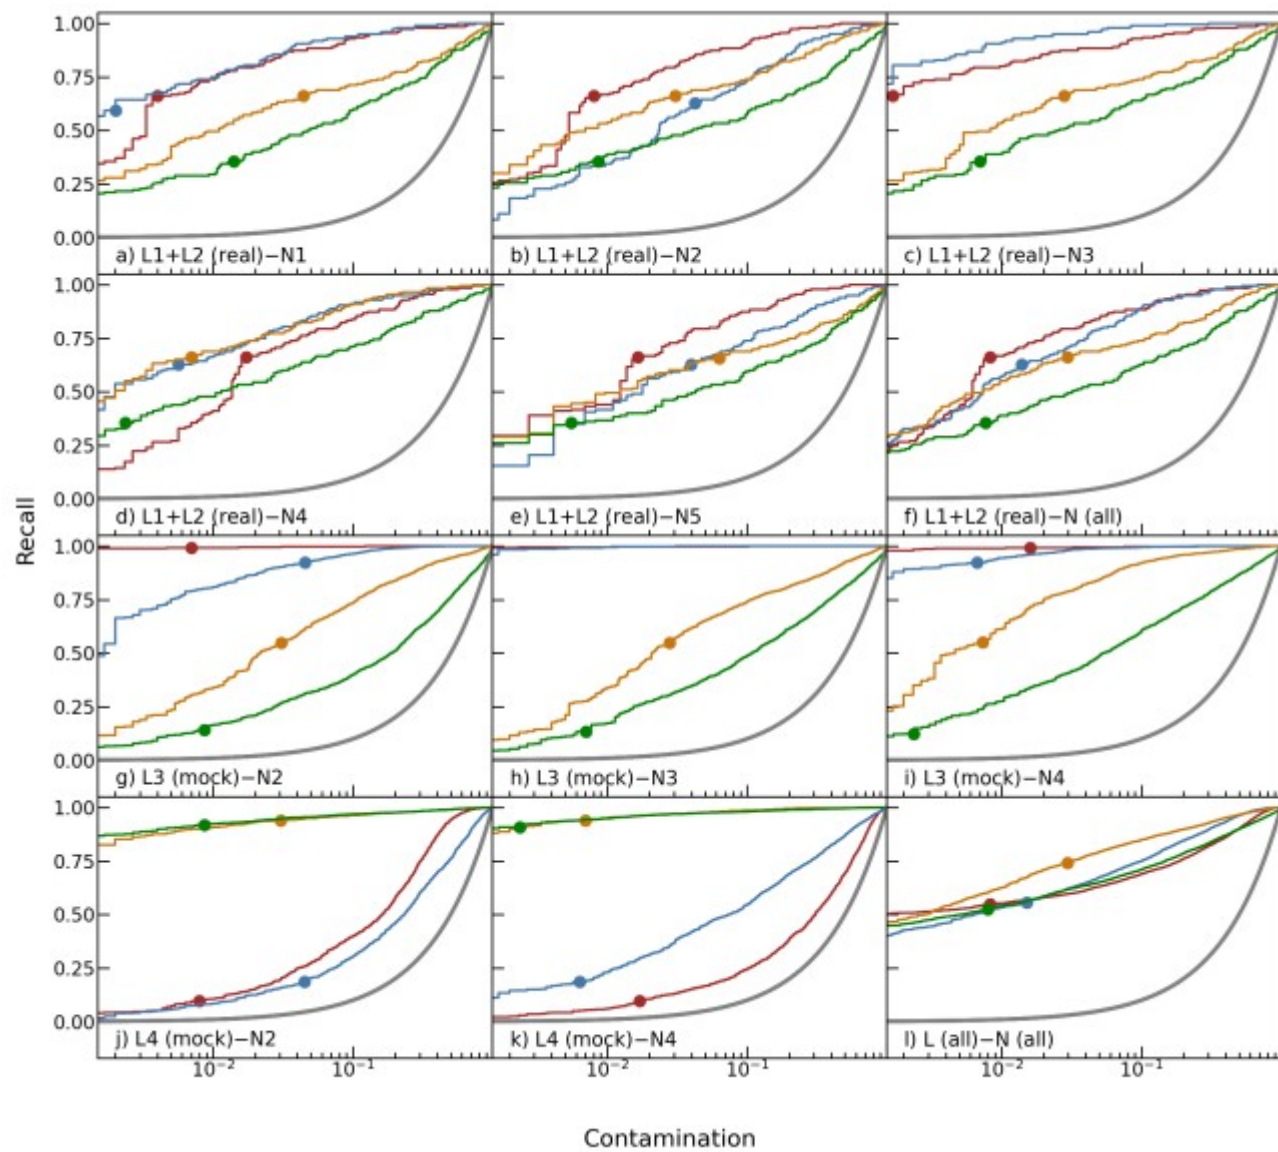 1.00
0.75
0.50
0.25
0.00
a) L1+L2 (real)−N1
b) L1+L2 (real)−N2
c) L1+L2 (real)−N3
1.00
0.75
0.50
0.25
0.00
d) L1+L2 (real)−N4
e) L1+L2 (real)−N5
f) L1+L2 (real)−N (all)
Recall
1.00
0.75
0.50
0.25
0.00
g) L3 (mock)−N2
h) L3 (mock)−N3
i) L3 (mock)−N4
1.00
0.75
0.50
0.25
0.00
j) L4 (mock)−N2
k) L4 (mock)−N4
l) L (all)−N (all)
10⁻² 10⁻¹ 10⁻² 10⁻¹ 10⁻² 10⁻¹
Contamination